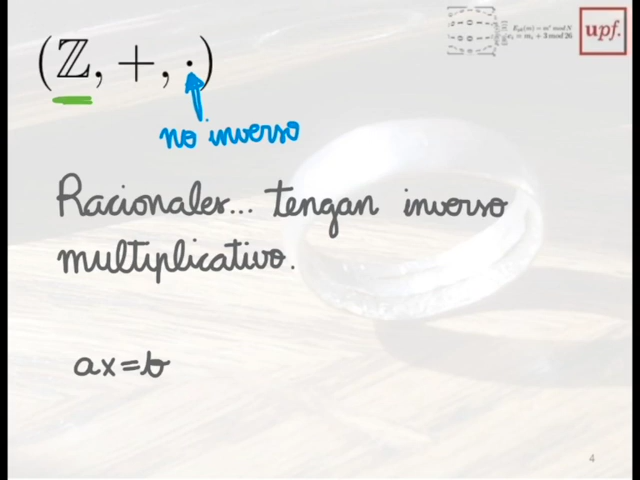 (ℤ, +, ·)
no inverso
Racionales... tengan inverso
multiplicativo.
ax=b
upf.
4